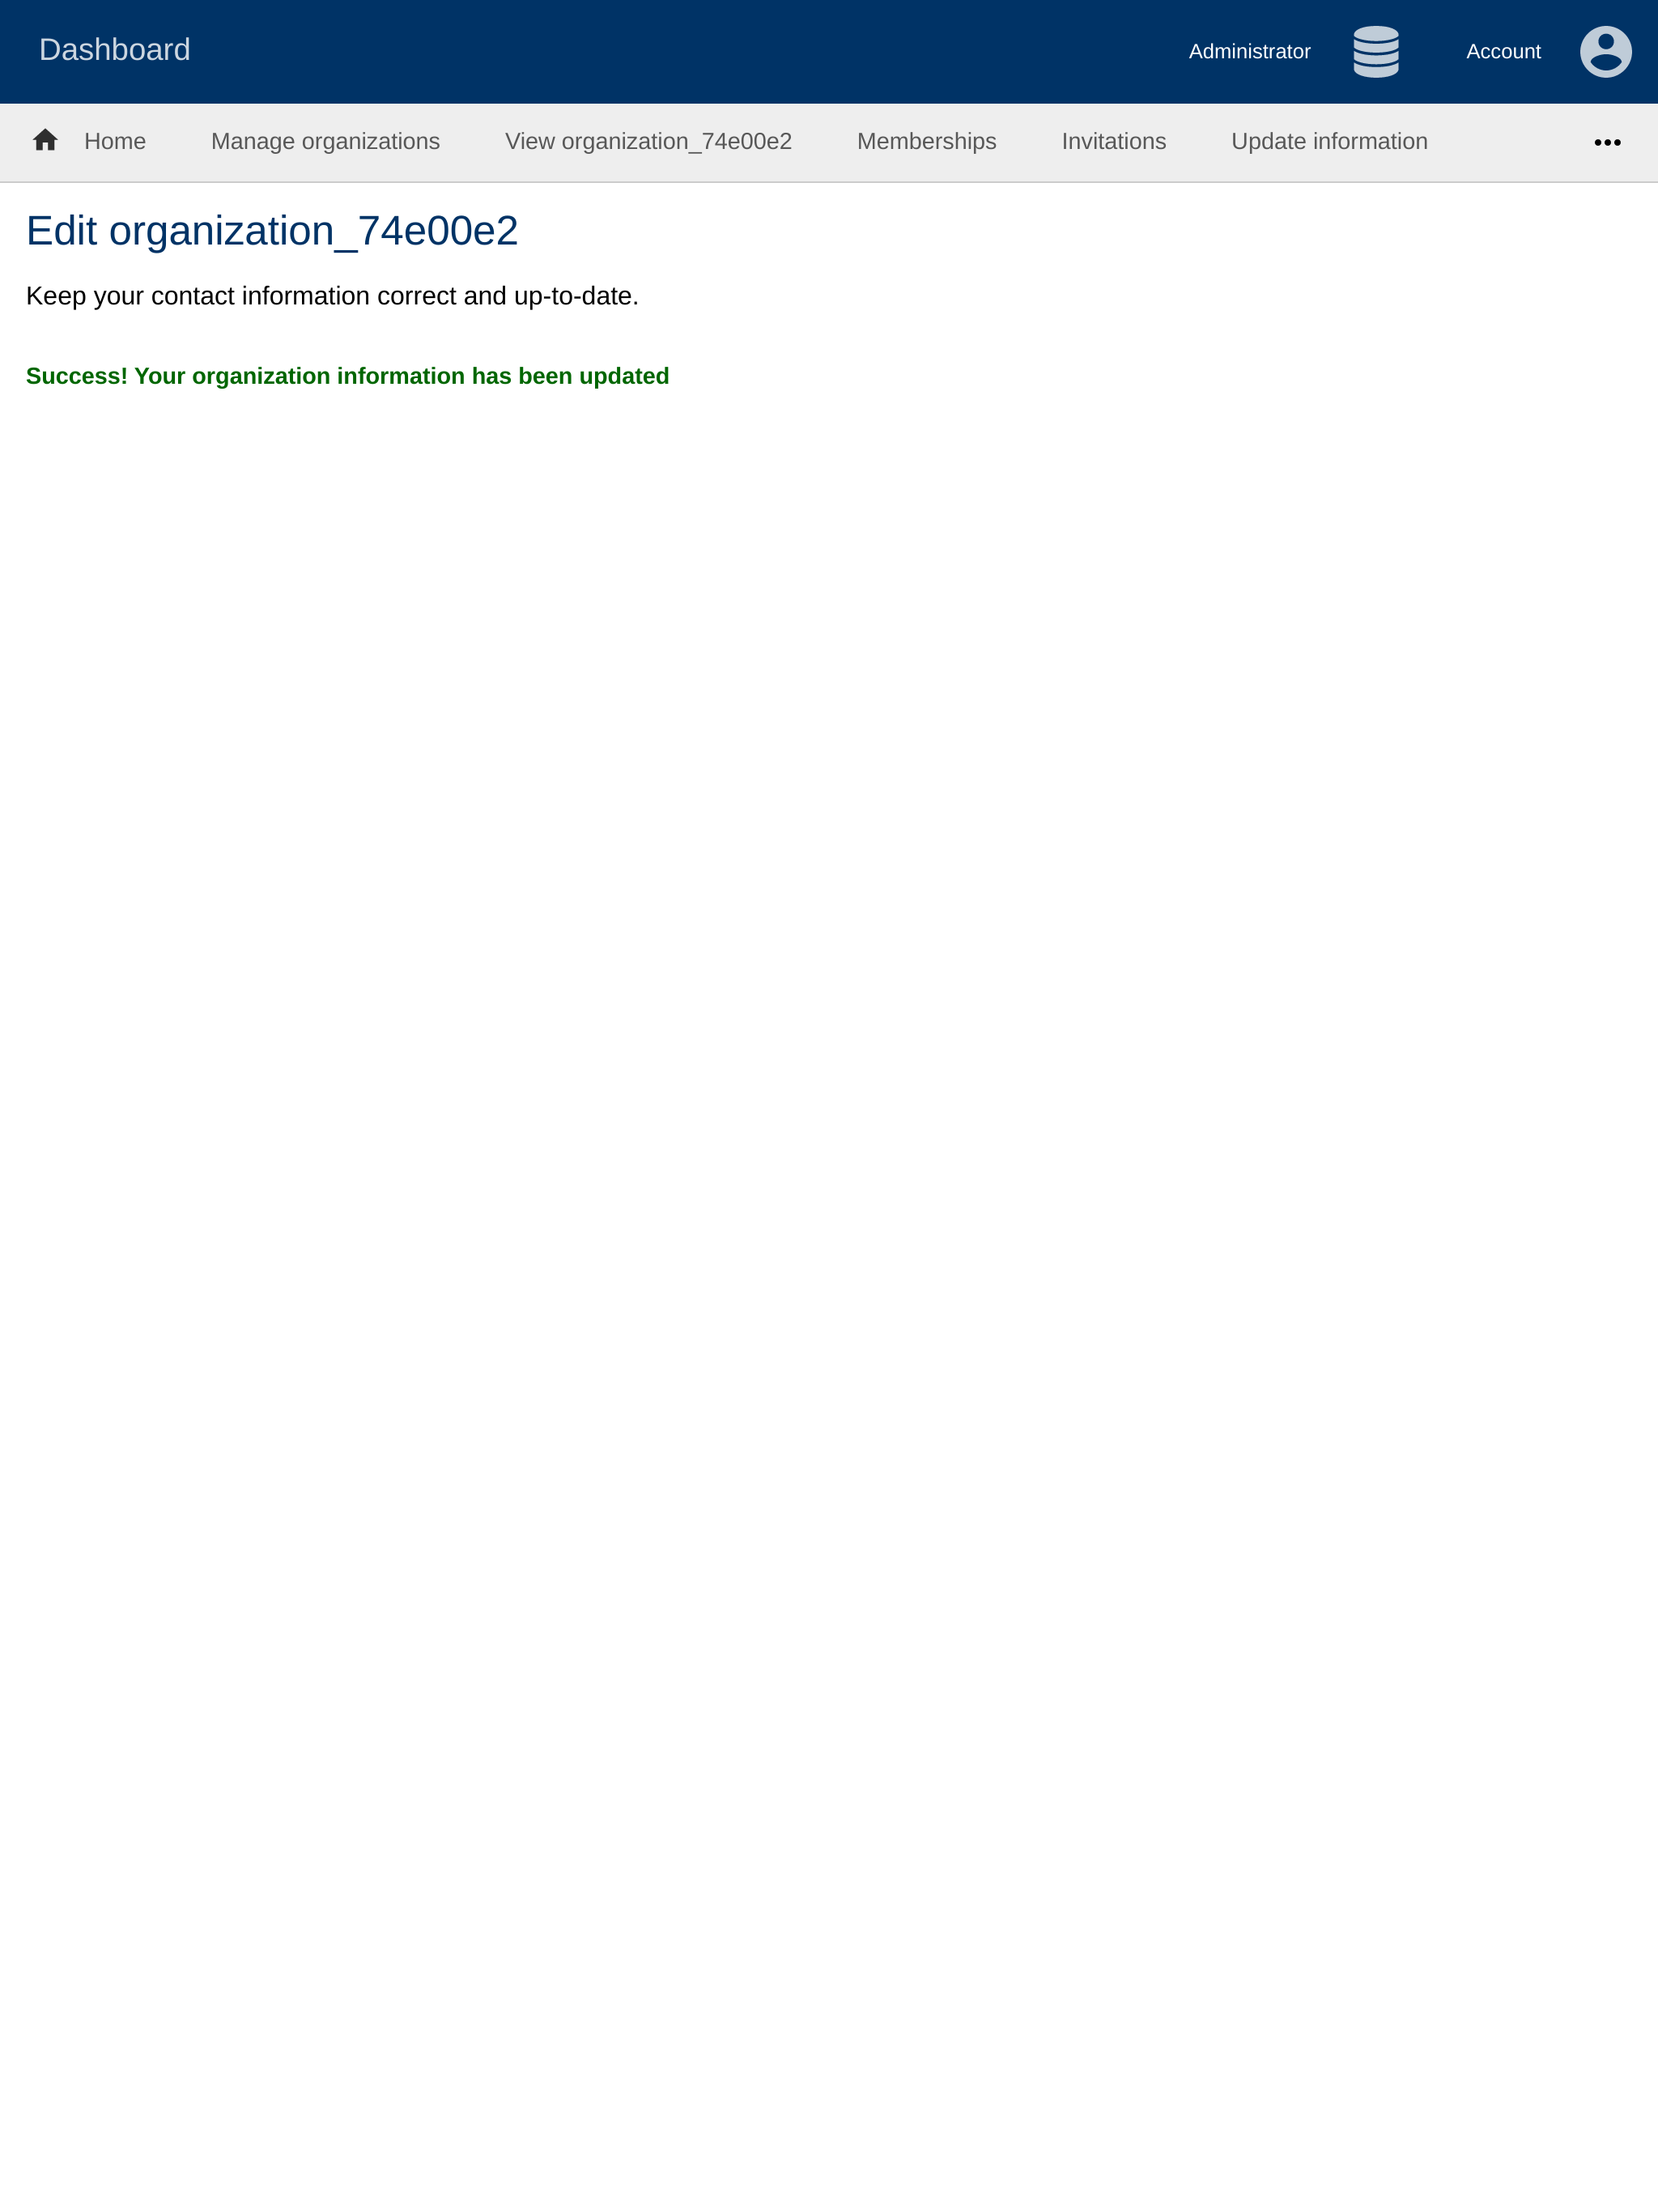 Dashboard
Administrator
Account
Home
Manage organizations
View organization_74e00e2
Memberships
Invitations
Update information
Edit organization_74e00e2
Keep your contact information correct and up-to-date.
Success! Your organization information has been updated